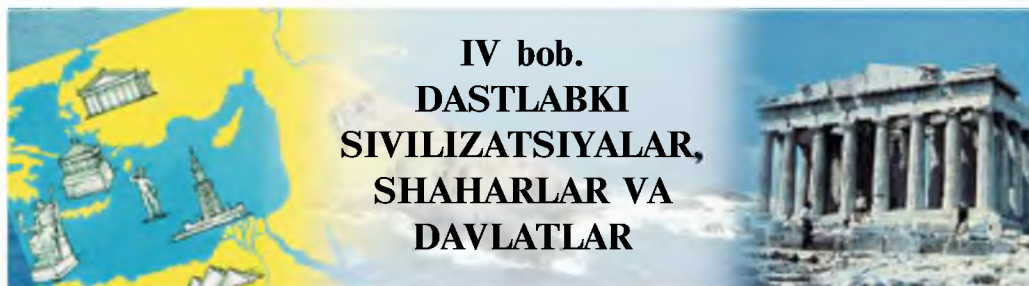 IV bob.
DASTLABKI
SIVILIZATSIYALAR,
SHAHARLAR VA
DAVLATLAR